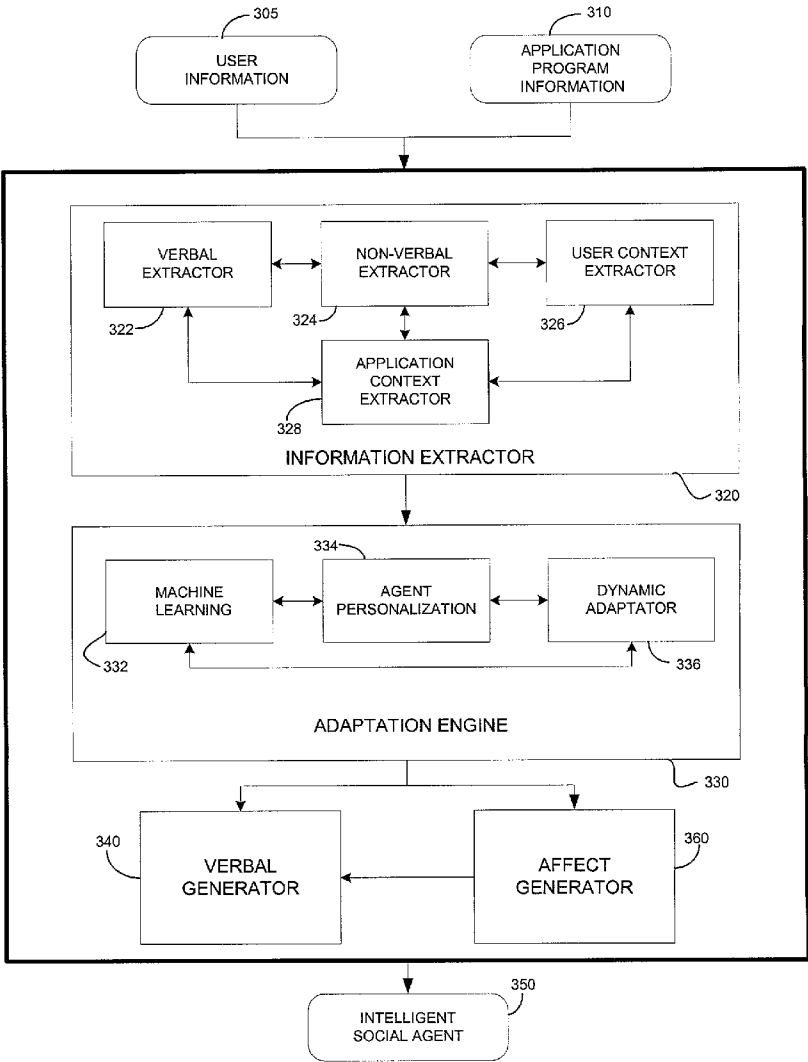 305
310
USER
INFORMATION
APPLICATION
PROGRAM
INFORMATION
VERBAL
EXTRACTOR
NON-VERBAL
EXTRACTOR
USER CONTEXT
EXTRACTOR
322
324
326
APPLICATION
CONTEXT
EXTRACTOR
328
INFORMATION EXTRACTOR
320
334
MACHINE
LEARNING
AGENT
PERSONALIZATION
DYNAMIC
ADAPTATOR
332
336
ADAPTATION ENGINE
330
340
VERBAL
GENERATOR
360
AFFECT
GENERATOR
350
INTELLIGENT
SOCIAL AGENT